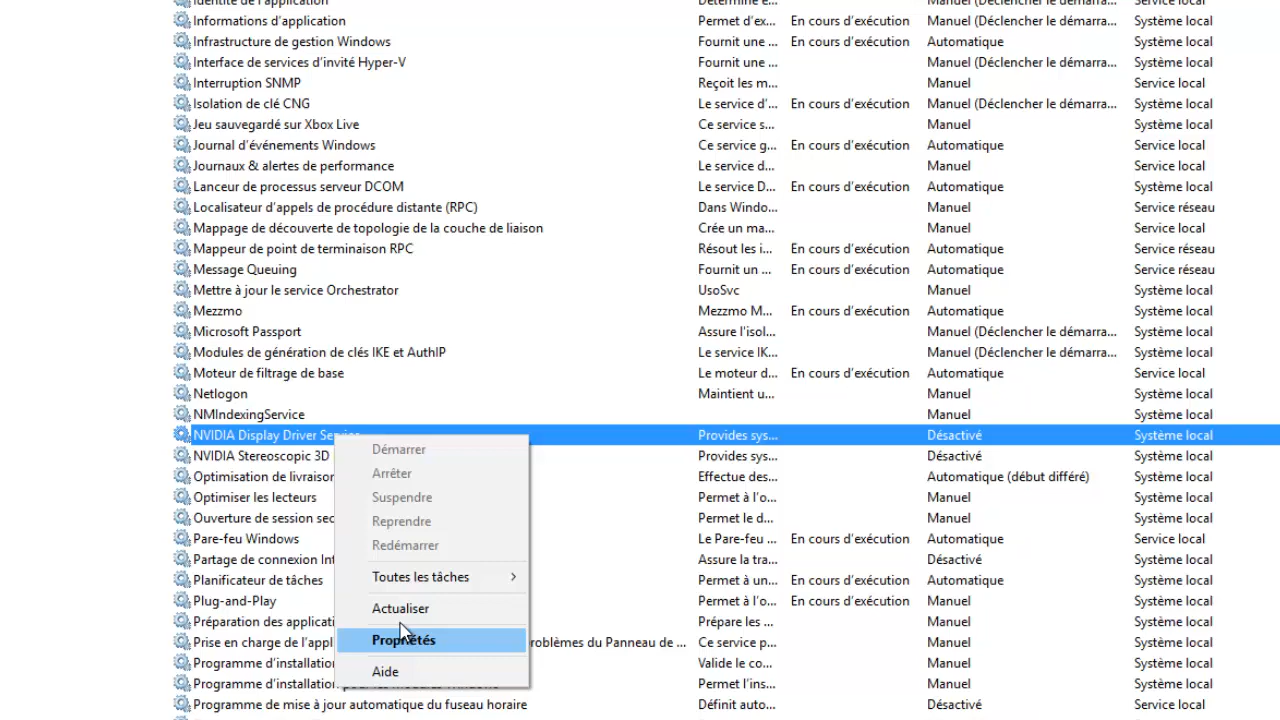 Identité de l'application Détermine e... Manuel (Déclencher le démarra... Service local
Informations d'application Permet d'ex... En cours d'exécution Manuel (Déclencher le démarra... Système local
Infrastructure de gestion Windows Fournit une ... En cours d'exécution Automatique Système local
Interface de services d'invité Hyper-V Fournit une ... Manuel (Déclencher le démarra... Système local
Interruption SNMP Reçoit les m... Manuel Service local
Isolation de clé CNG Le service d'... En cours d'exécution Manuel (Déclencher le démarra... Système local
Jeu sauvegardé sur Xbox Live Ce service s... Manuel Système local
Journal d'événements Windows Ce service g... En cours d'exécution Automatique Service local
Journaux & alertes de performance Le service d... Manuel Service local
Lanceur de processus serveur DCOM Le service D... En cours d'exécution Automatique Système local
Localisateur d'appels de procédure distante (RPC) Dans Windo... Manuel Service réseau
Mappage de découverte de topologie de la couche de liaison Crée un ma... Manuel Service local
Mappeur de point de terminaison RPC Résout les i... En cours d'exécution Automatique Service réseau
Message Queuing Fournit un ... En cours d'exécution Automatique Service réseau
Mettre à jour le service Orchestrator UsoSvc Manuel Système local
Mezzmo Mezzmo M... En cours d'exécution Automatique Système local
Microsoft Passport Assure l'isol... Manuel (Déclencher le démarra... Système local
Modules de génération de clés IKE et AuthIP Le service IK... Manuel (Déclencher le démarra... Système local
Moteur de filtrage de base Le moteur d... En cours d'exécution Automatique Service local
Netlogon Maintient u... Manuel Système local
NMIndexingService Manuel Système local
NVIDIA Display Driver Service Provides sys... Désactivé Système local
NVIDIA Stereoscopic 3D Provides sys... Désactivé Système local
Optimisation de livraison Effectue des... Automatique (début différé) Système local
Optimiser les lecteurs Permet à l'o... Manuel Système local
Ouverture de session sec Permet le d... Manuel Système local
Pare-feu Windows Le Pare-feu ... En cours d'exécution Automatique Service local
Partage de connexion Int Assure la tra... Désactivé Système local
Planificateur de tâches Permet à un... En cours d'exécution Automatique Système local
Plug-and-Play Permet à l'o... En cours d'exécution Manuel Système local
Préparation des applicati Prépare les ... Manuel Système local
Prise en charge de l'appl roblèmes du Panneau de ... Ce service p... Manuel Système local
Programme d'installation Valide le co... Manuel Système local
Programme d'installation pour les modules Windows Permet l'ins... Manuel Système local
Programme de mise à jour automatique du fuseau horaire Définit auto... Désactivé Service local
Démarrer
Arrêter
Suspendre
Reprendre
Redémarrer
Toutes les tâches
Actualiser
Propriétés
Aide